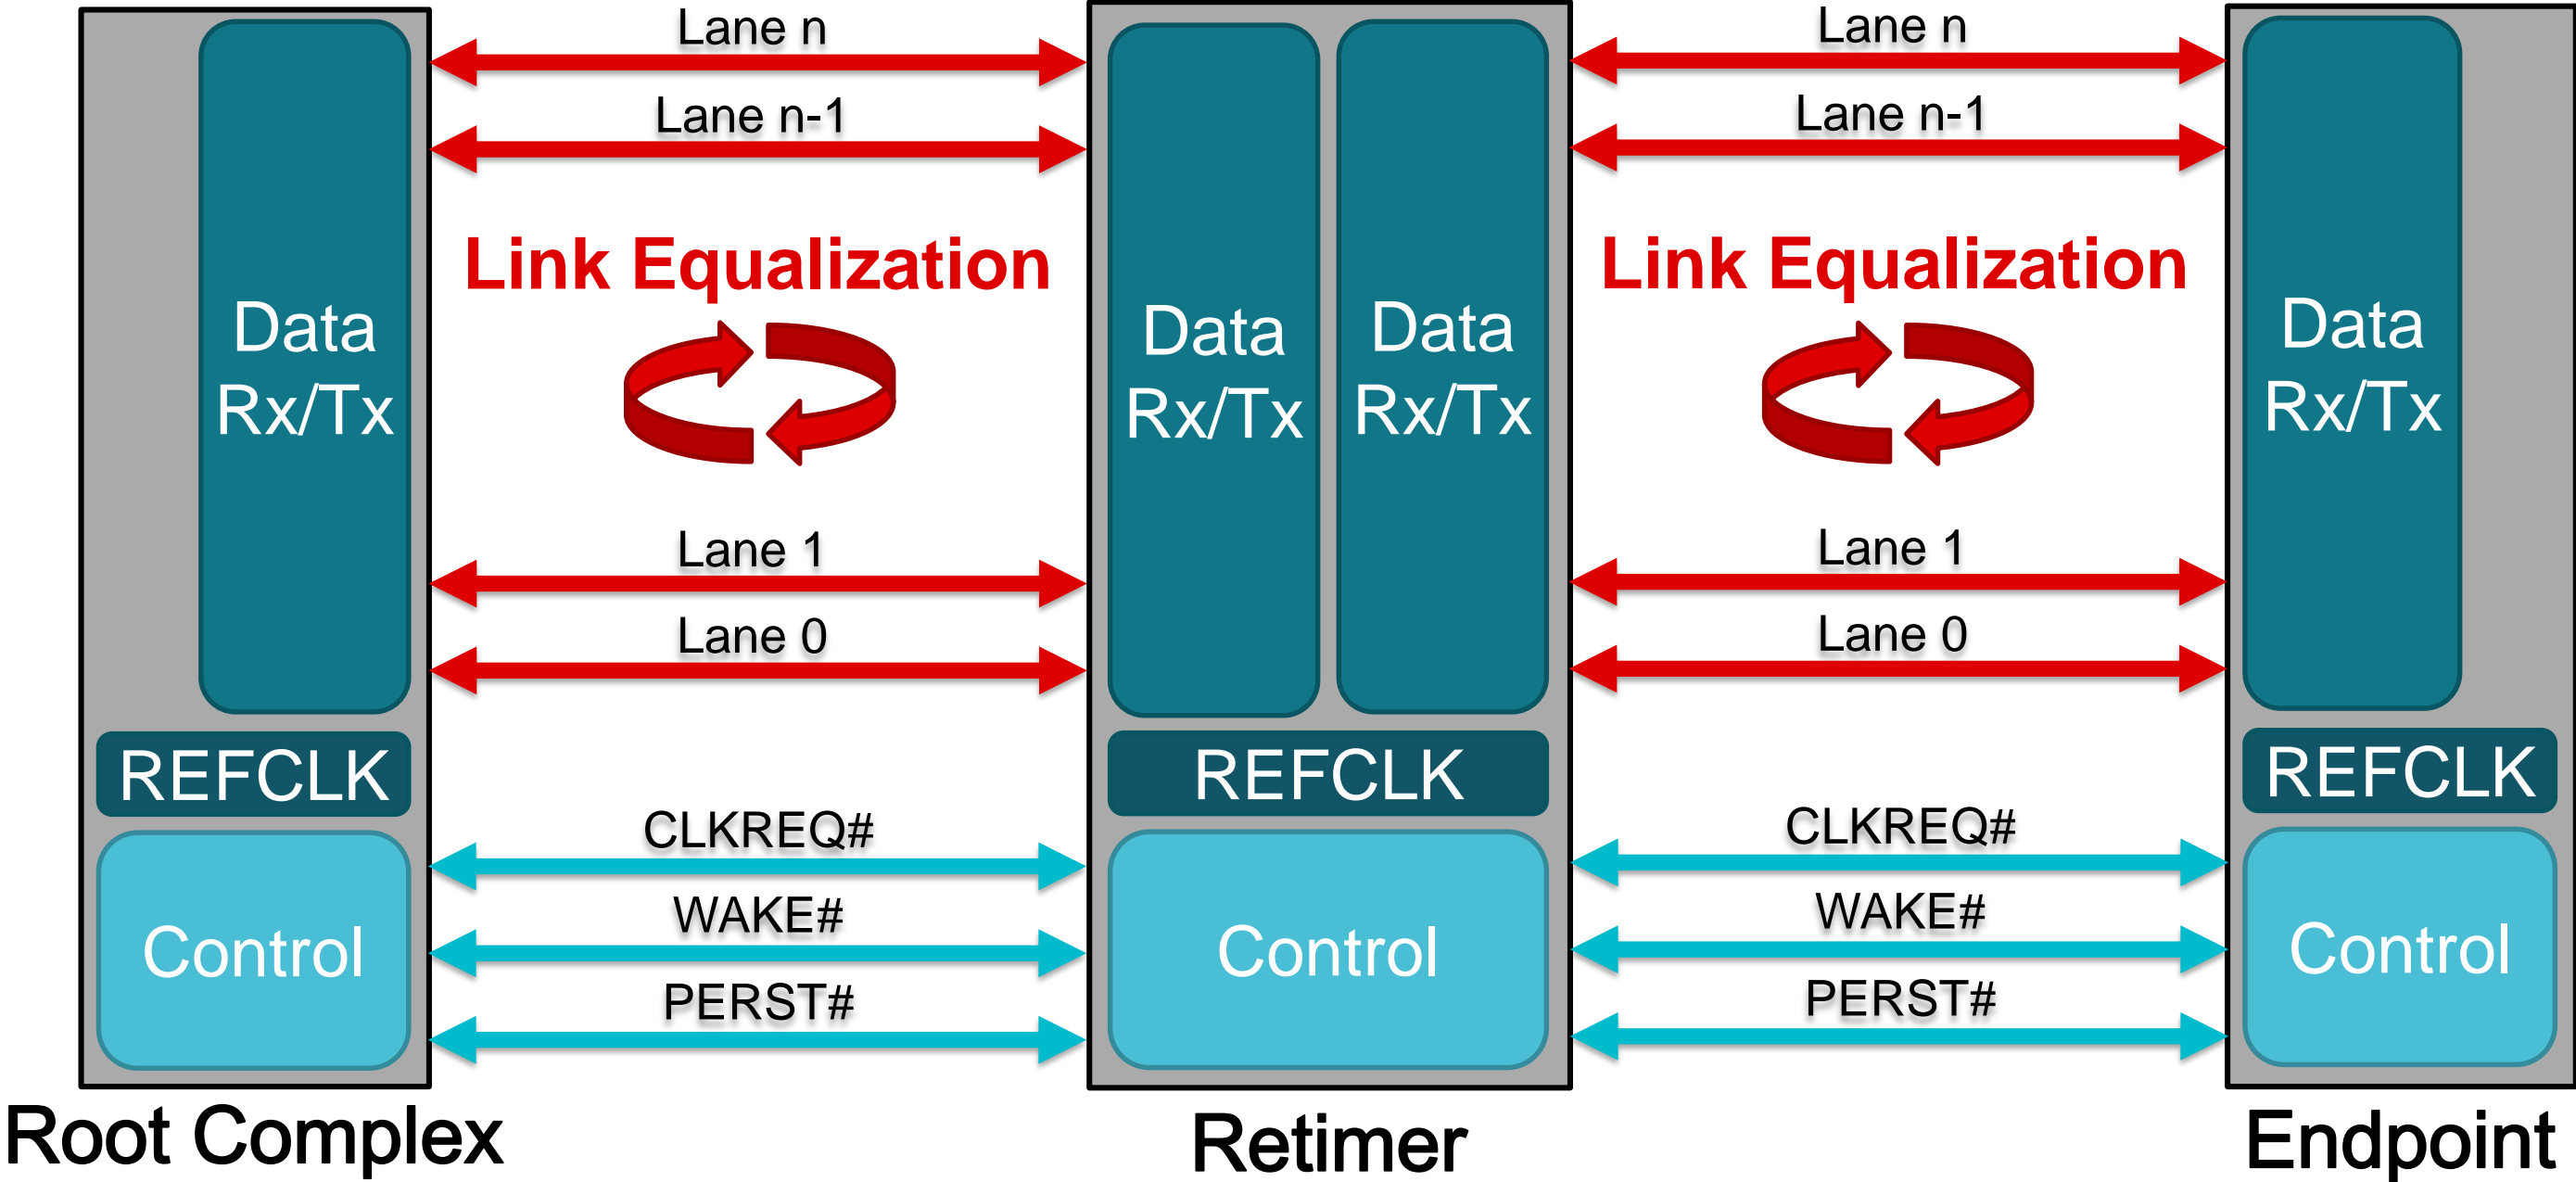 Lane n
Lane n
Lane n-1
Lane n-1
Link Equalization
Link Equalization
Data
Rx/Tx
Data
Rx/Tx
Data
Rx/Tx
Data
Rx/Tx
Lane 1
Lane 1
Lane 0
Lane 0
REFCLK
REFCLK
REFCLK
CLKREQ#
CLKREQ#
WAKE#
WAKE#
Control
Control
Control
PERST#
PERST#
Root Complex
Retimer
Endpoint